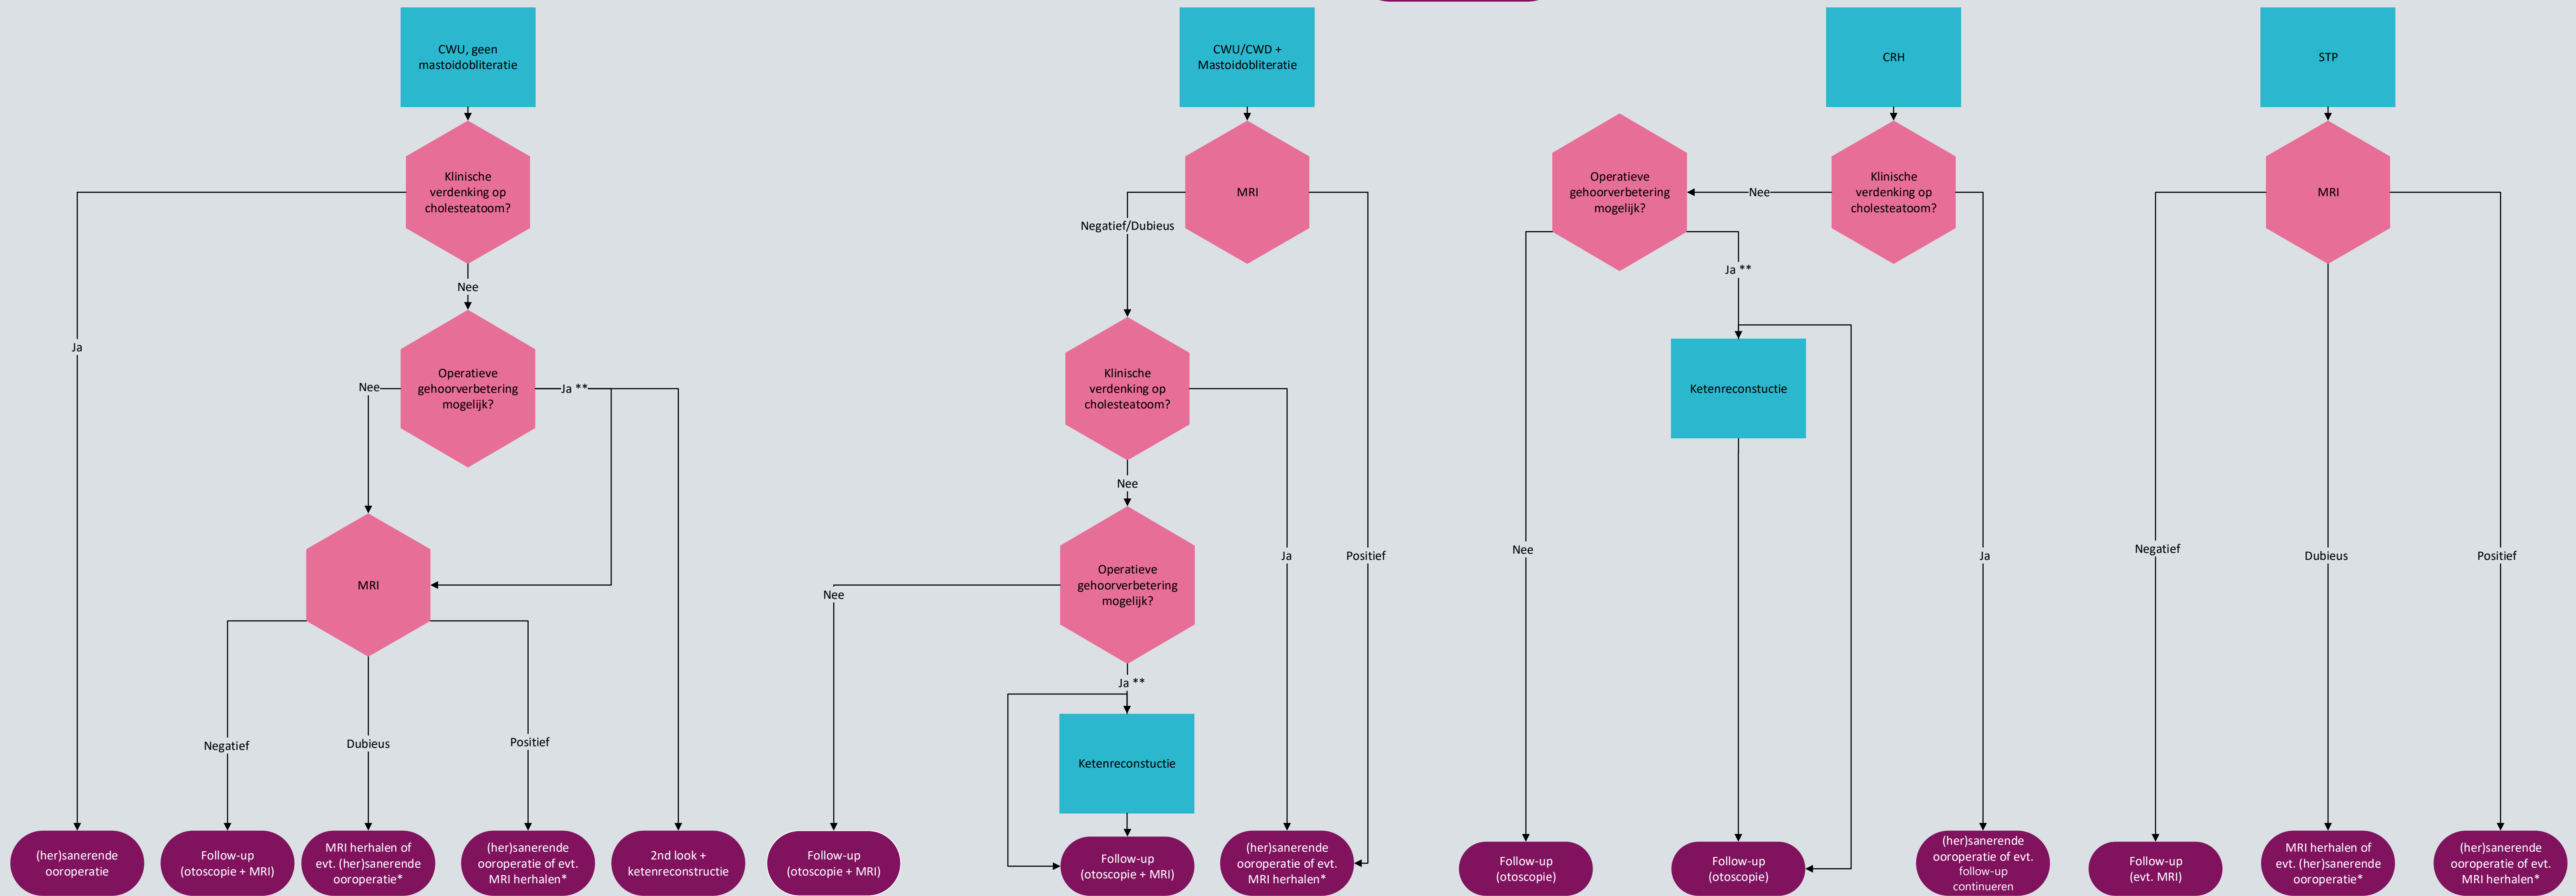 CWU, geen
mastoidobliteratie
Klinische
verdenking op
cholesteatoom?
Ja
Nee
Operatieve
gehoorverbetering
mogelijk?
Nee
Ja **
MRI
Negatief
Dubieus
Positief
(her)sanerende
ooroperatie
Follow-up
(otoscopie + MRI)
MRI herhalen of
evt. (her)sanerende
ooroperatie*
(her)sanerende
ooroperatie of evt.
MRI herhalen*
2nd look +
ketenreconstructie
CWU/CWD +
Mastoidobliteratie
MRI
Negatief/Dubieus
Positief
Klinische
verdenking op
cholesteatoom?
Nee
Ja
Operatieve
gehoorverbetering
mogelijk?
Nee
Ja **
Ketenreconstuctie
Follow-up
(otoscopie + MRI)
Follow-up
(otoscopie + MRI)
(her)sanerende
ooroperatie of evt.
MRI herhalen*
CRH
Klinische
verdenking op
cholesteatoom?
Nee
Ja
Operatieve
gehoorverbetering
mogelijk?
Nee
Ja **
Ketenreconstuctie
Follow-up
(otoscopie)
Follow-up
(otoscopie)
(her)sanerende
ooroperatie of evt.
follow-up
continueren
STP
MRI
Negatief
Dubieus
Positief
Follow-up
(evt. MRI)
MRI herhalen of
evt. (her)sanerende
ooroperatie*
(her)sanerende
ooroperatie of evt.
MRI herhalen*